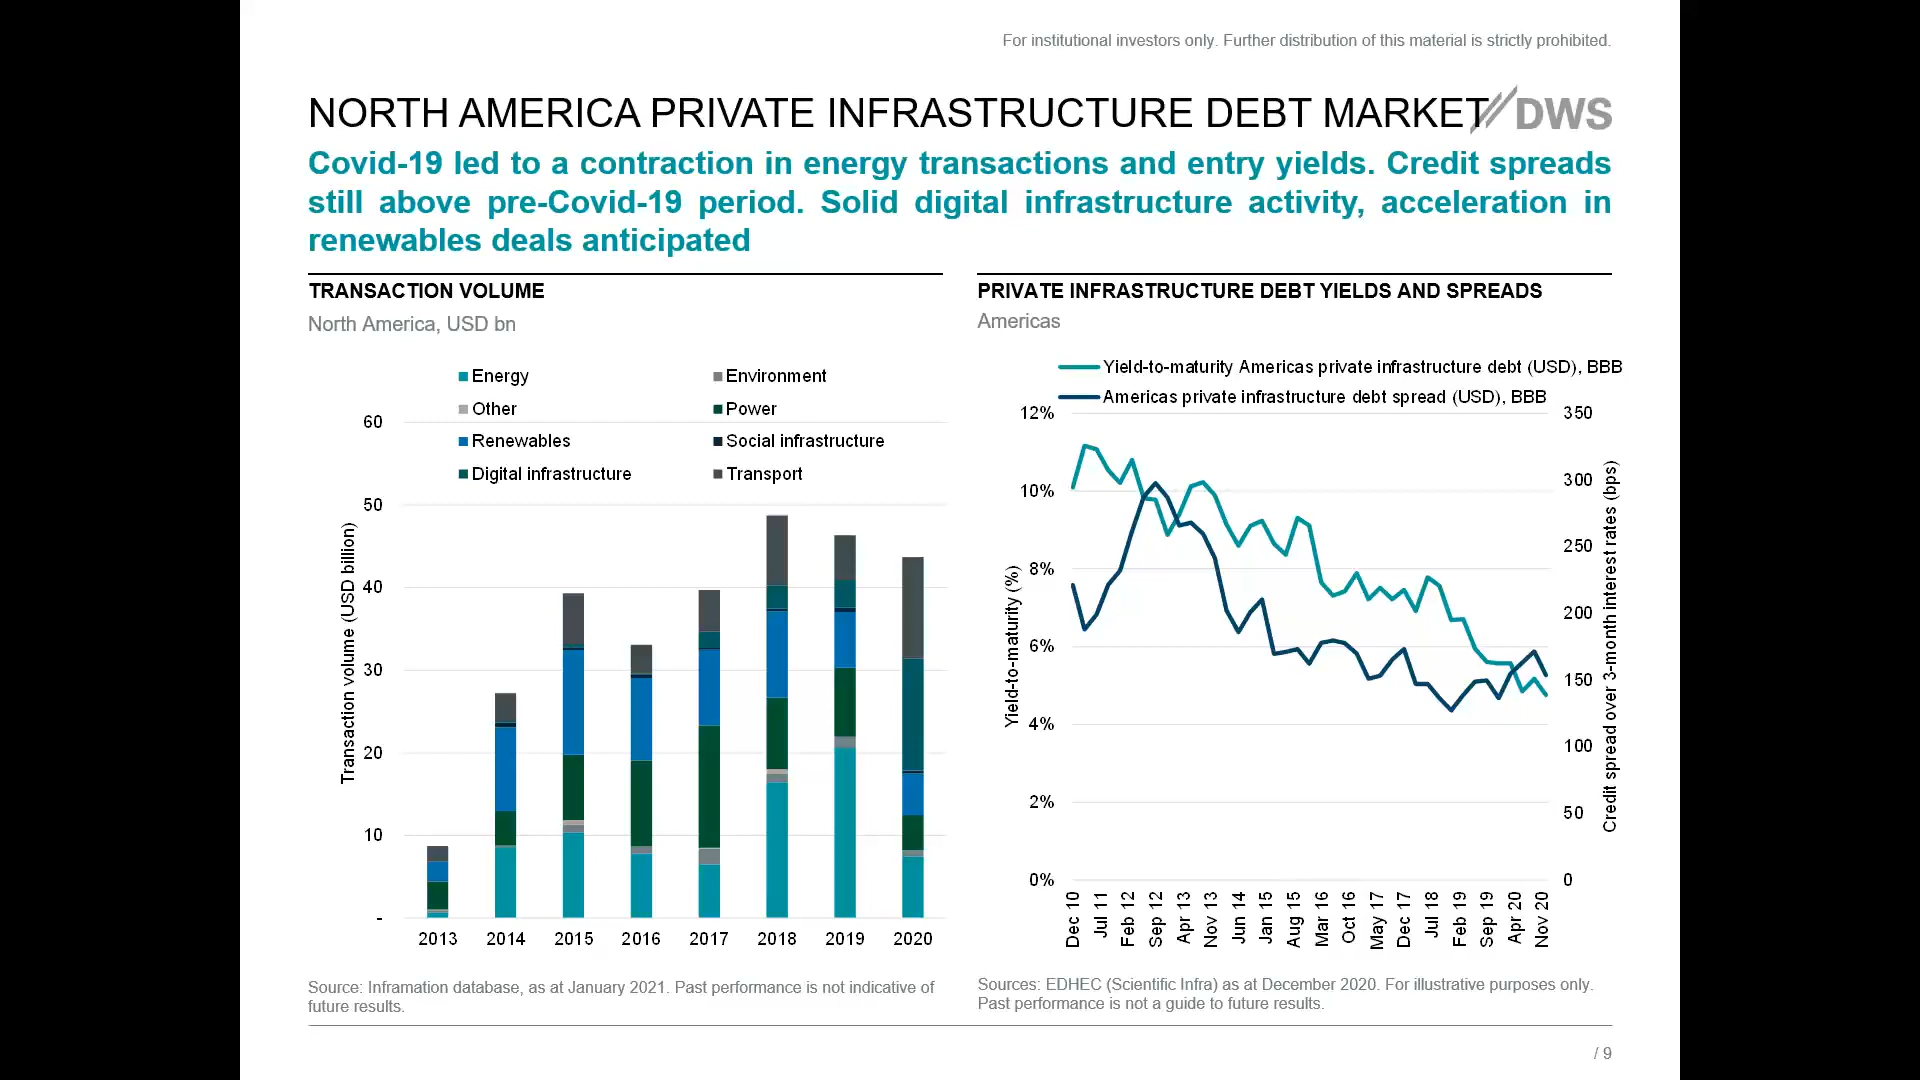 For institutional investors only. Further distribution of this material is strictly prohibited.
NORTH AMERICA PRIVATE INFRASTRUCTURE DEBT MARKET
DWS
Covid-19 led to a contraction in energy transactions and entry yields. Credit spreads
still above pre-Covid-19 period. Solid digital infrastructure activity, acceleration in
renewables deals anticipated
TRANSACTION VOLUME
North America, USD bn
Energy
Environment
Other
Power
Renewables
Social infrastructure
Digital infrastructure
Transport
Transaction volume (USD billion)
60
50
40
30
20
10
-
2013 2014 2015 2016 2017 2018 2019 2020
Source: Inframation database, as at January 2021. Past performance is not indicative of
future results.
PRIVATE INFRASTRUCTURE DEBT YIELDS AND SPREADS
Americas
Yield-to-maturity Americas private infrastructure debt (USD), BBB
Americas private infrastructure debt spread (USD), BBB
Yield-to-maturity (%)
12%
10%
8%
6%
4%
2%
0%
350
300
250
200
150
100
50
0
Credit spread over 3-month interest rates (bps)
Dec 10
Jul 11
Feb 12
Sep 12
Apr 13
Nov 13
Jun 14
Jan 15
Aug 15
Mar 16
Oct 16
May 17
Dec 17
Jul 18
Feb 19
Sep 19
Apr 20
Nov 20
Sources: EDHEC (Scientific Infra) as at December 2020. For illustrative purposes only.
Past performance is not a guide to future results.
/ 9